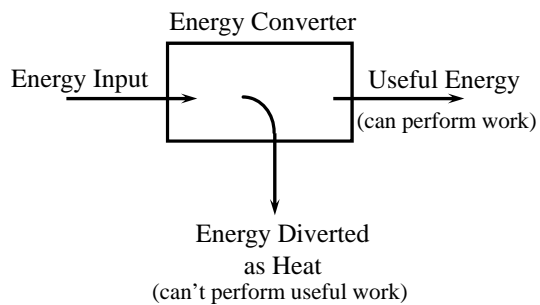 Energy Converter
Energy Input
Useful Energy
(can perform work)
Energy Diverted
as Heat
(can't perform useful work)